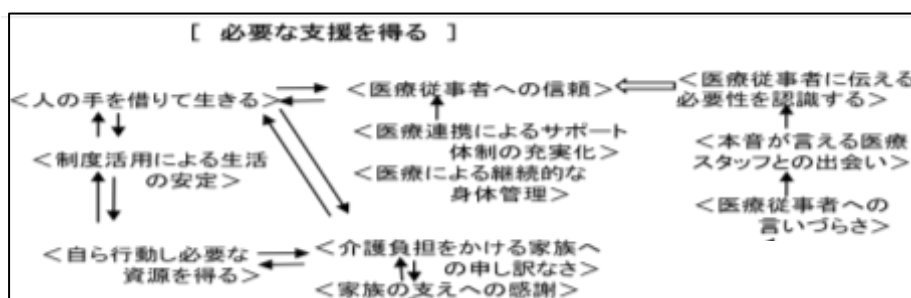 [ 必要な支援を得る ]
<人の手を借りて生きる>
<医療従事者への信頼>
<医療従事者に伝える
必要性を認識する>
<医療連携によるサポート
体制の充実化>
<本音が言える医療
スタッフとの出会い>
<制度活用による生活
の安定>
<医療による継続的な
身体管理>
<医療従事者への
言いづらさ>
<自ら行動し必要な
資源を得る>
<介護負担をかける家族へ
の申し訳なさ>
<家族の支えへの感謝>